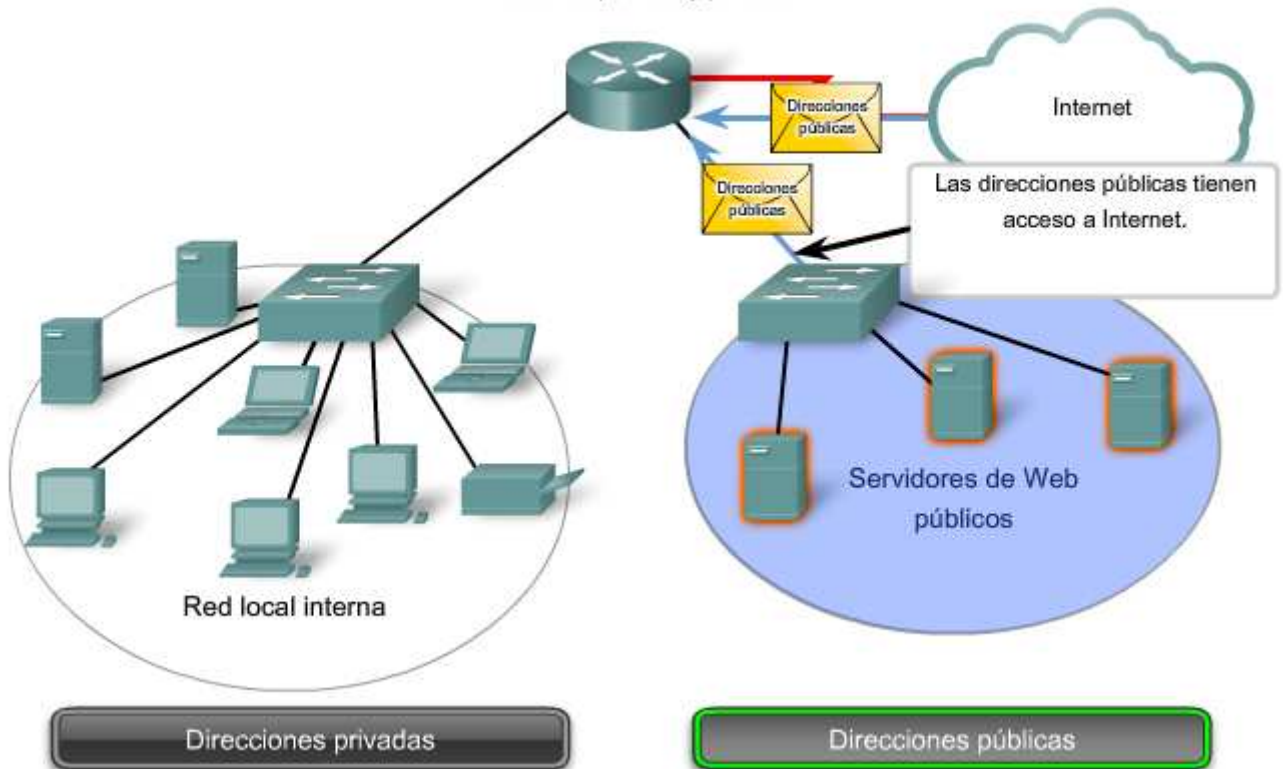 Direcciones
públicas
Internet
Direcciones
públicas
Las direcciones públicas tienen
acceso a Internet.
Servidores de Web
públicos
Red local interna
Direcciones privadas
Direcciones públicas